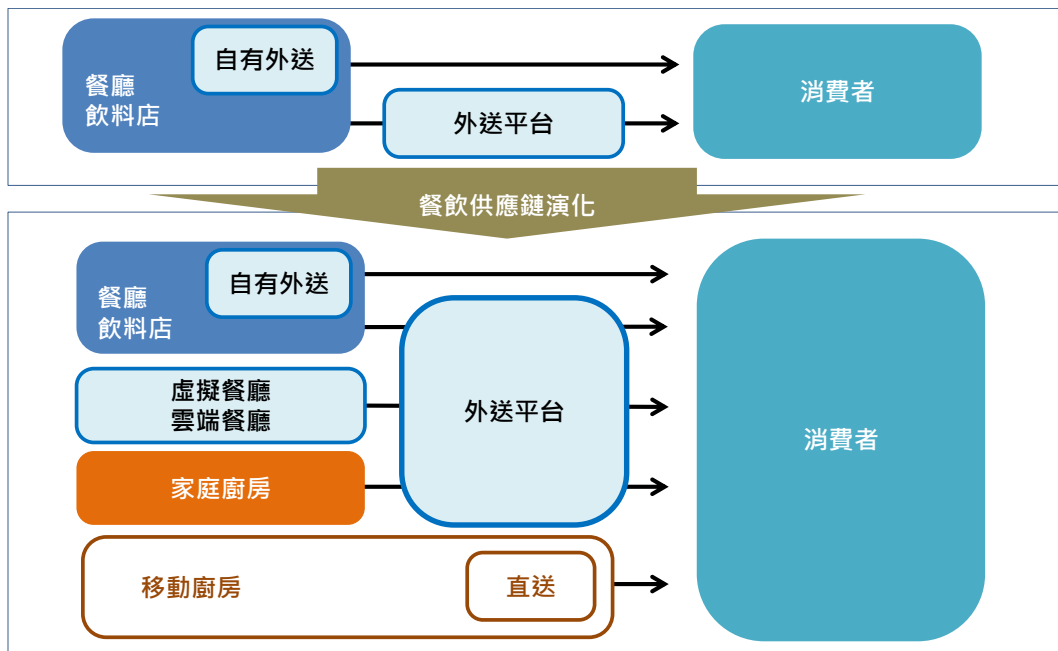 自有外送
餐廳
飲料店
外送平台
消費者
餐飲供應鏈演化
自有外送
餐廳
飲料店
虛擬餐廳
雲端餐廳
外送平台
消費者
家庭廚房
移動廚房
直送